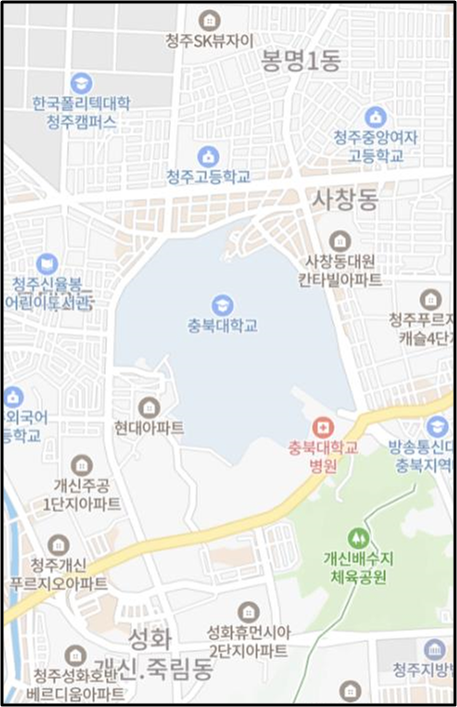 청주SK뷰자이
봉명1동
한국폴리텍대학
청주캠퍼스
청주중앙여자
고등학교
청주고등학교
사창동
사창동대원
칸타빌아파트
청주신율봉
어린이도서관
충북대학교
청주푸르지
캐슬4단지
외국어
등학교
현대아파트
충북대학교
병원
방송통신대
충북지역
개신주공
1단지아파트
청주개신
푸르지오아파트
개신배수지
체육공원
성화
개신.죽림동
성화휴먼시아
2단지아파트
청주성화호반
베르디움아파트
청주지방